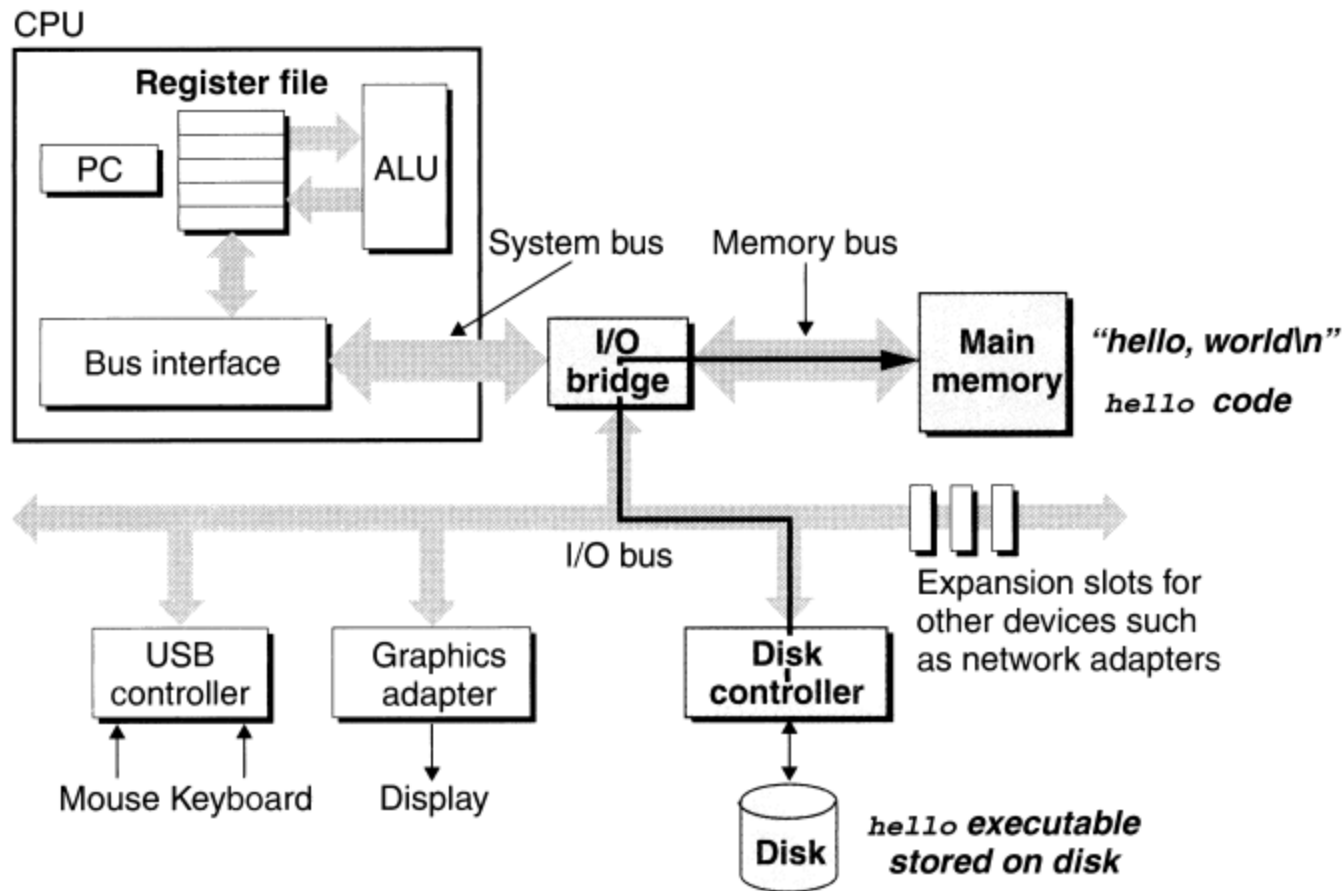 CPU
Register file
PC
ALU
System bus
Memory bus
Bus interface
I/O
bridge
Main
memory
“hello, world\n”
hello code
I/O bus
Expansion slots for
other devices such
as network adapters
USB
controller
Graphics
adapter
Disk
controller
Mouse Keyboard
Display
Disk
hello executable
stored on disk